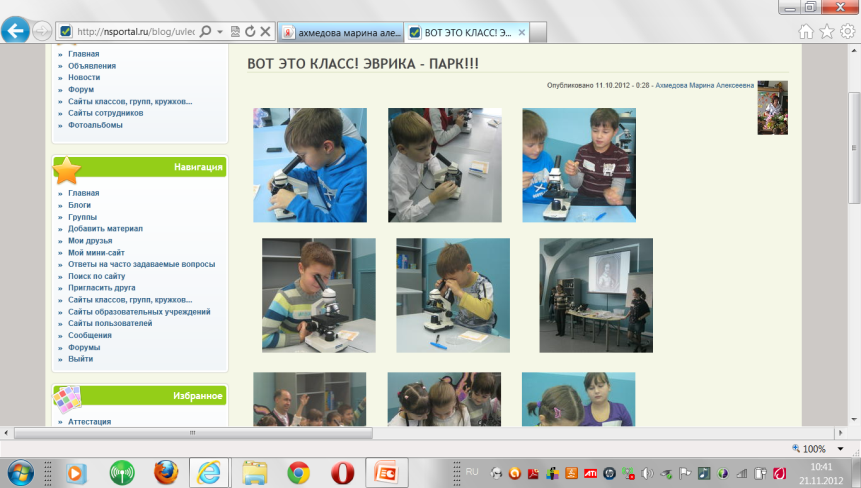 http://nsportal.ru/blog/uvlec
ахмедова марина але...
ВОТ ЭТО КЛАСС! Э...
Главная
Объявления
Новости
Форум
Сайты классов, групп, кружков...
Сайты сотрудников
Фотоальбомы
Навигация
Главная
Блоги
Группы
Добавить материал
Мои друзья
Мой мини-сайт
Ответы на часто задаваемые вопросы
Поиск по сайту
Пригласить друга
Сайты классов, групп, кружков...
Сайты образовательных учреждений
Сайты пользователей
Сообщения
Форумы
Выйти
Избранное
Аттестация
ВОТ ЭТО КЛАСС! ЭВРИКА - ПАРК!!!
Опубликовано 11.10.2012 - 0:28 - Ахмедова Марина Алексеевна
100%
RU
10:41
21.11.2012